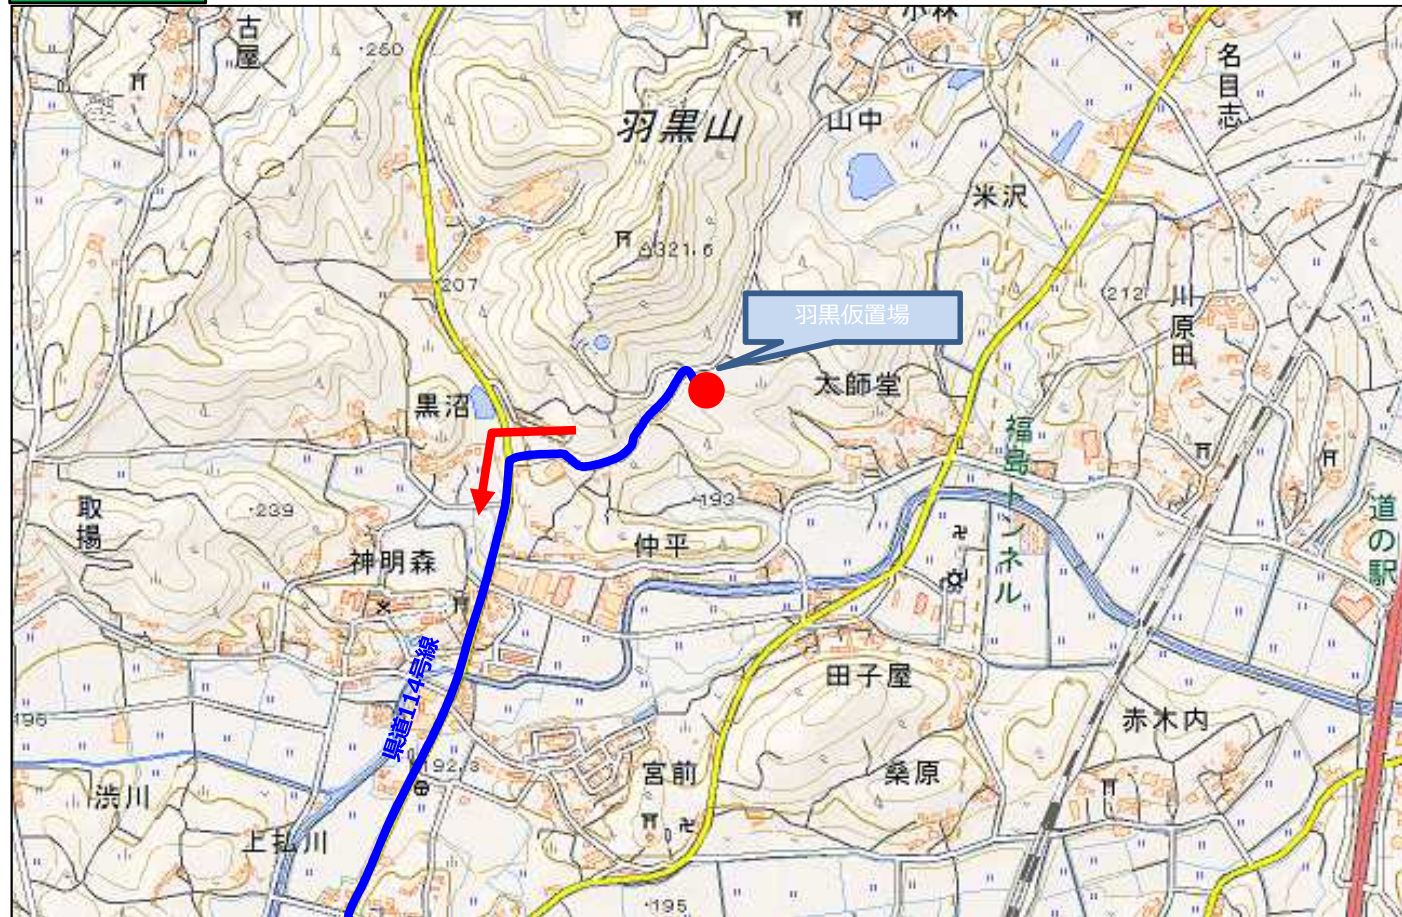 古屋
・250
小林
名目志
羽黒山
山中
米沢
△321.6
207
212
川原田
羽黒仮置場
太師堂
黒沼
福島トンネル
・193
取揚
・239
仲平
道の駅
神明森
県道114号線
田子屋
196
赤木内
192.3
宮前
桑原
渋川
上払川
・195